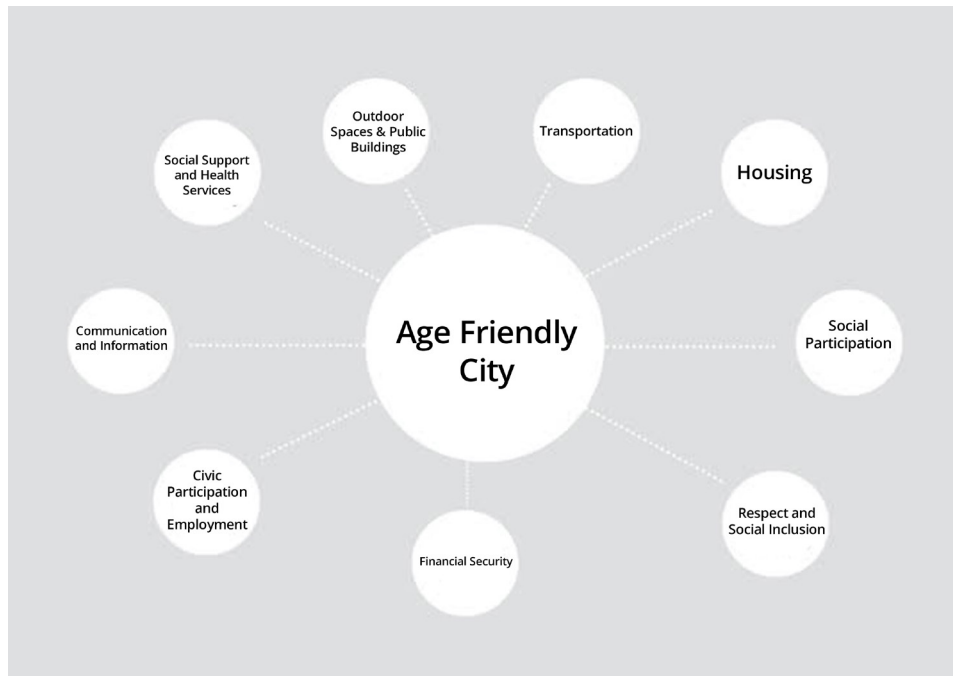 Outdoor
Spaces & Public
Buildings
Transportation
Housing
Social Support
and Health
Services
Age Friendly
City
Communication
and Information
Social
Participation
Civic
Participation
and
Employment
Financial Security
Respect and
Social Inclusion